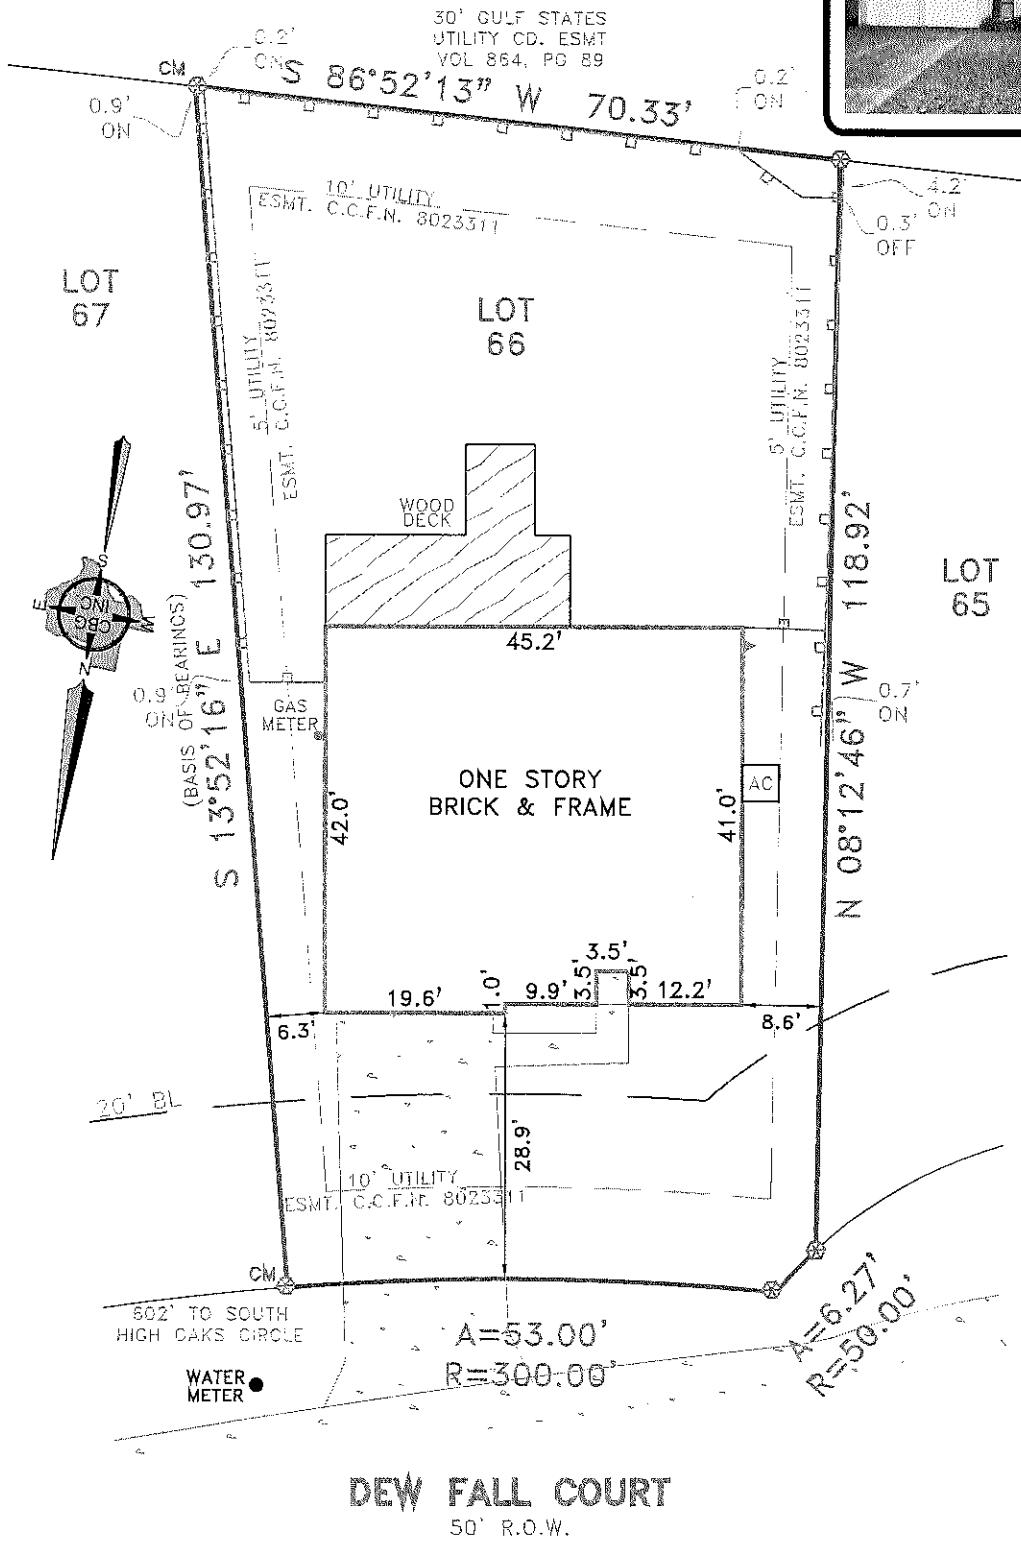 30' GULF STATES
UTILITY CO. ESMT
VOL 864, PG 89
0.2'
ON
CM
S 86°52'13" W 70.33'
0.2'
ON
0.9'
ON
4.2'
ON
0.3'
OFF
10' UTILITY
ESMT. C.C.F.N. 8023311
LOT
67
LOT
66
5' UTILITY
ESMT. C.C.F.N. 8023311
5' UTILITY
ESMT. C.C.F.N. 8023311
WOOD
DECK
S 13°52'16" E 130.97'
(BASIS OF BEARINGS)
N 08°12'46" W 118.92'
LOT
65
S
E
W
N
CBG
INC
45.2'
0.9'
ON
GAS
METER
0.7'
ON
ONE STORY
BRICK & FRAME
AC
42.0'
41.0'
3.5'
1.0'
9.9'
3.5'
3.5'
12.2'
19.6'
6.3'
8.6'
20' BL
28.9'
10' UTILITY
ESMT. C.C.F.N. 8023311
CM
602' TO SOUTH
HIGH OAKS CIRCLE
A=53.00'
R=300.00'
A=6.27'
R=50.00'
WATER
METER
DEW FALL COURT
50' R.O.W.